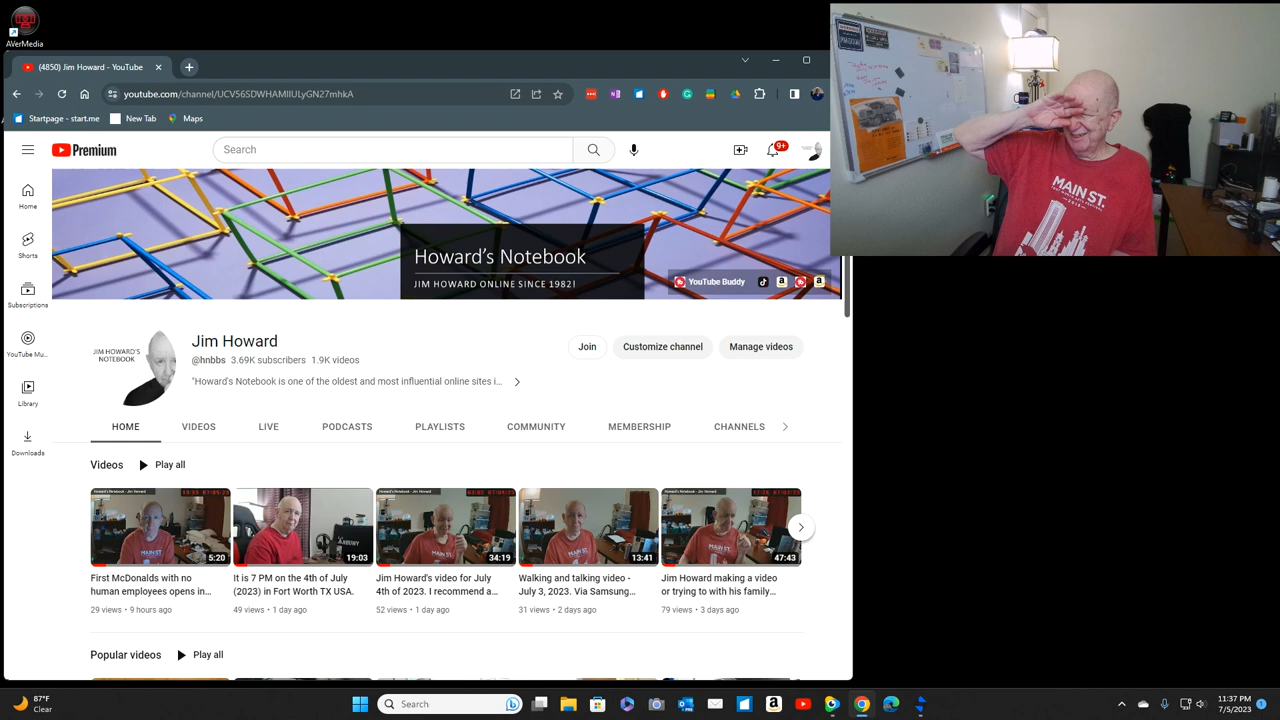 AVerMedia
(4850) Jim Howard - YouTube
youtube.com/channel/UCV56SDWHAMlIULyGNZ7mhkA
Startpage - start.me
New Tab
Maps
Premium
Search
9+
Home
Shorts
Subscriptions
YouTube Mu...
Library
Downloads
Howard's Notebook
JIM HOWARD ONLINE SINCE 1982!
YouTube Buddy
JIM HOWARD'S
NOTEBOOK
Jim Howard
@hnbbs 3.69K subscribers 1.9K videos
"Howard's Notebook is one of the oldest and most influential online sites i...
Join
Customize channel
Manage videos
HOME
VIDEOS
LIVE
PODCASTS
PLAYLISTS
COMMUNITY
MEMBERSHIP
CHANNELS
Videos
Play all
5:20
First McDonalds with no
human employees opens in...
29 views • 9 hours ago
19:03
It is 7 PM on the 4th of July
(2023) in Fort Worth TX USA.
49 views • 1 day ago
34:19
Jim Howard's video for July
4th of 2023. I recommend a...
52 views • 1 day ago
13:41
Walking and talking video -
July 3, 2023. Via Samsung...
31 views • 2 days ago
47:43
Jim Howard making a video
or trying to with his family...
79 views • 3 days ago
Popular videos
Play all
MAIN ST.
2018
87°F
Clear
Search
11:37 PM
7/5/2023
1